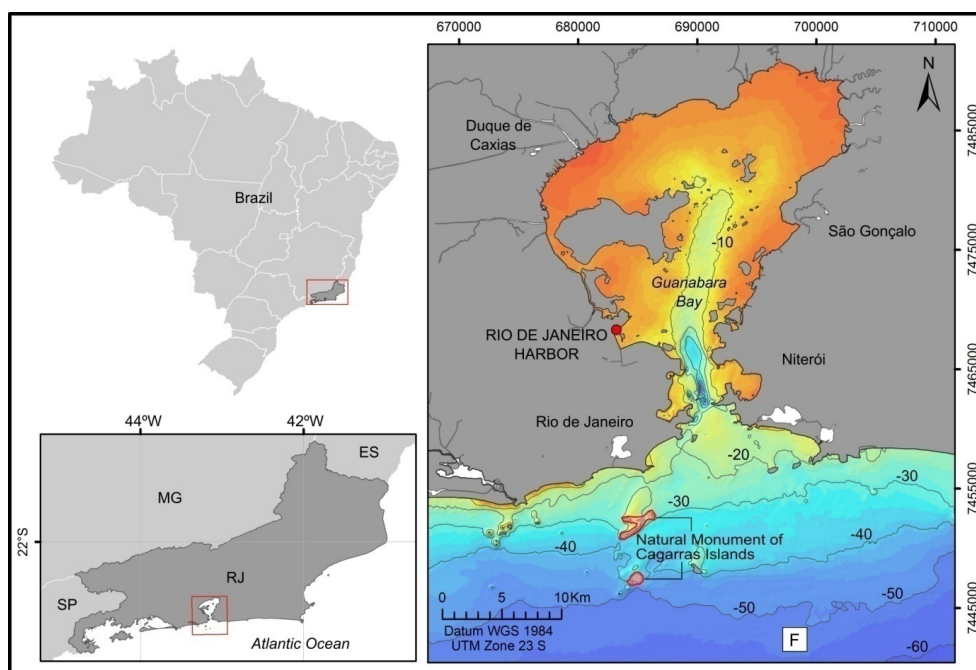 Brazil
44ºW
42ºW
22ºS
ES
MG
RJ
SP
Atlantic Ocean
670000
680000
690000
700000
710000
N
7485000
7475000
7465000
7455000
7445000
Duque de
Caxias
São Gonçalo
-10
Guanabara
Bay
RIO DE JANEIRO
HARBOR
Niterói
Rio de Janeiro
-20
-30
-30
-40
Natural Monument of
Cagarras Islands
-40
-50
-50
-60
0 5 10Km
Datum WGS 1984
UTM Zone 23 S
F